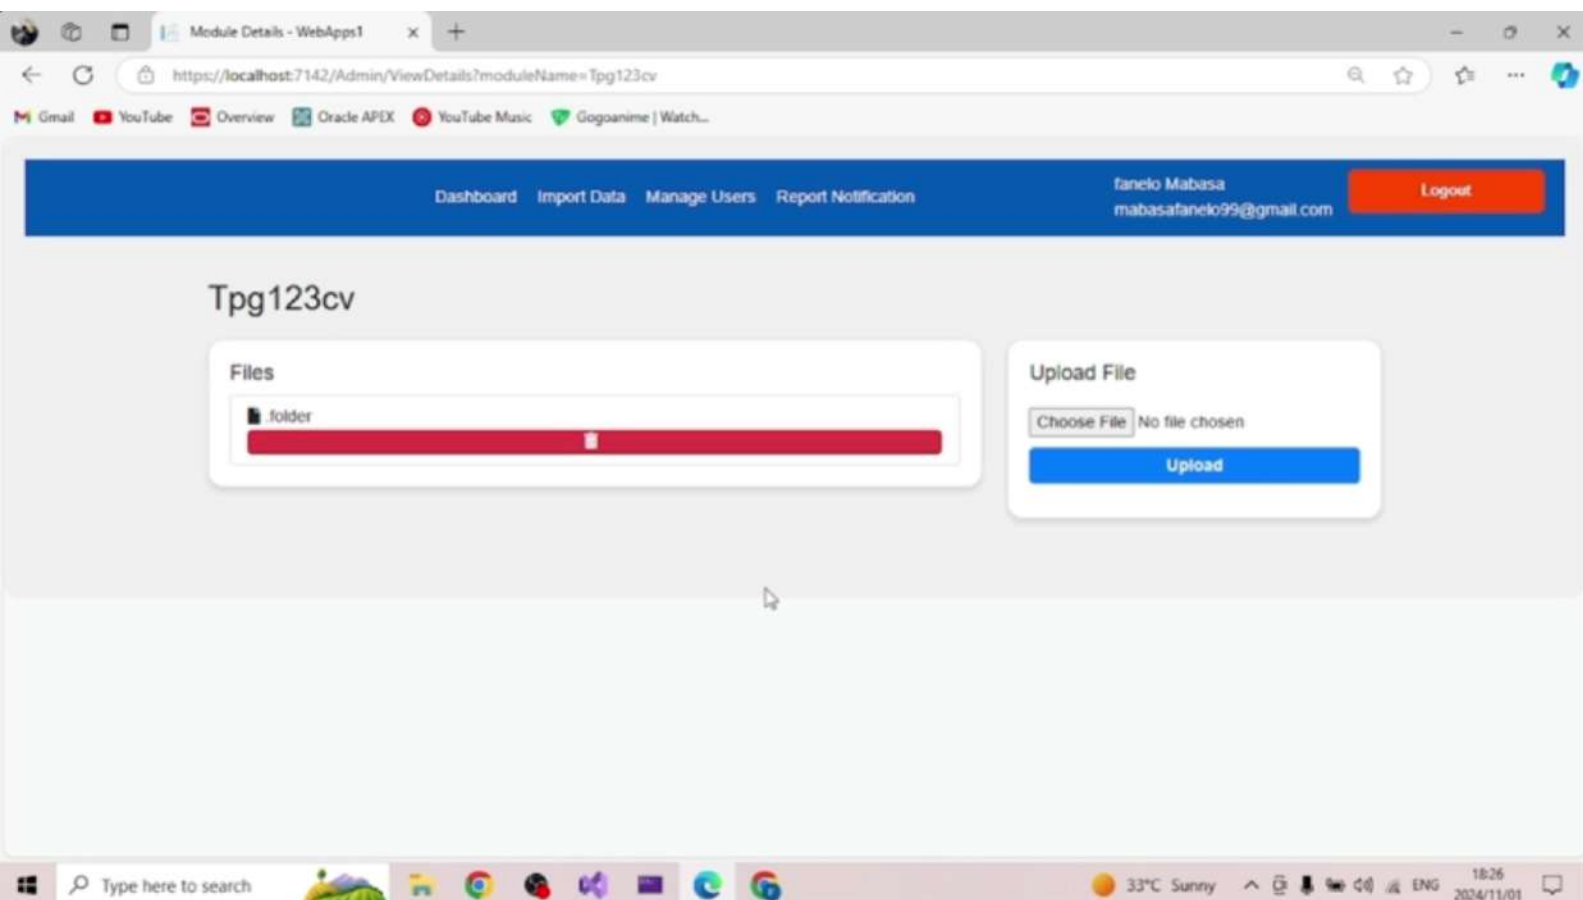 Module Details - WebApps1
https://localhost:7142/Admin/ViewDetails?moduleName=Tpg123cv
Gmail YouTube Overview Oracle APEX YouTube Music Gogoanime | Watch...
Dashboard Import Data Manage Users Report Notification
fanelo Mabasa
mabasafanelo99@gmail.com
Logout
Tpg123cv
Files
.folder
Upload File
Choose File No file chosen
Upload
Type here to search
33°C Sunny
ENG
18:26
2024/11/01